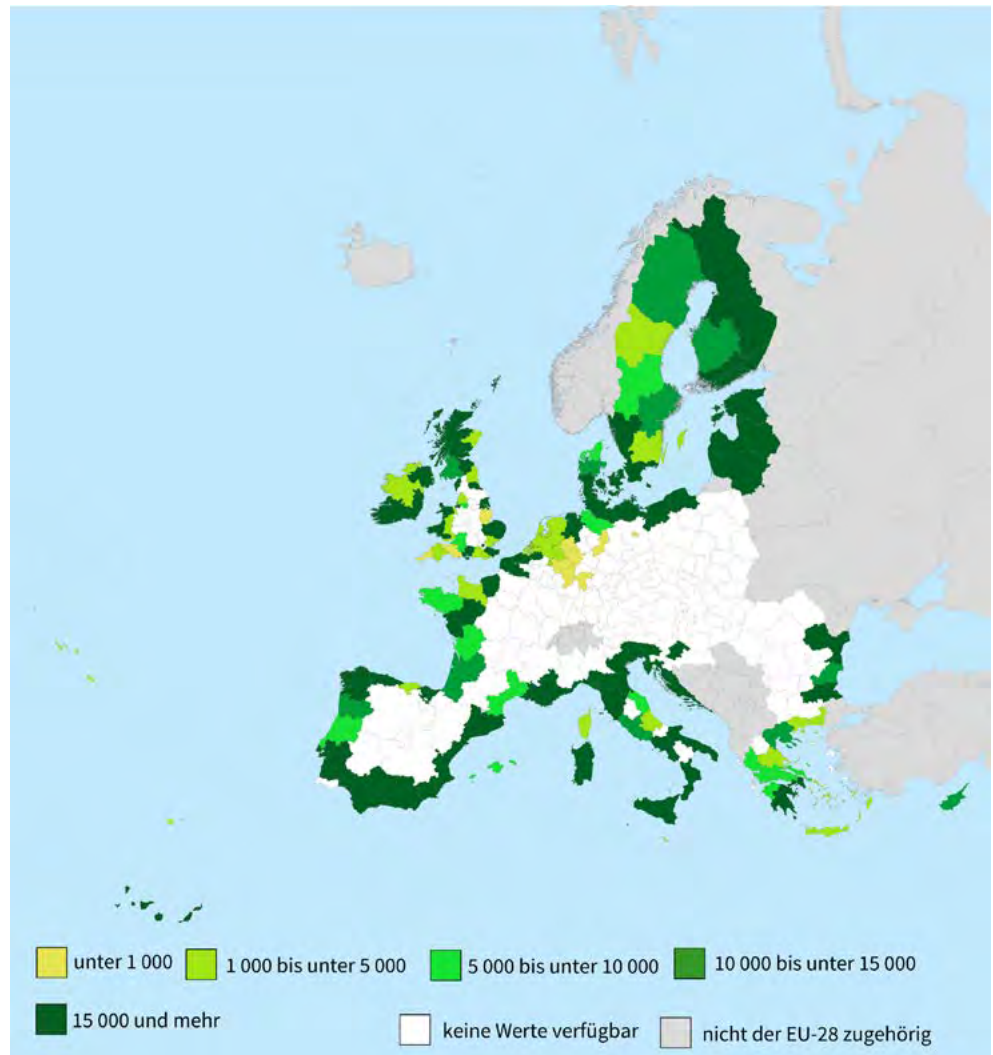 unter 1 000
1 000 bis unter 5 000
5 000 bis unter 10 000
10 000 bis unter 15 000
15 000 und mehr
keine Werte verfügbar
nicht der EU-28 zugehörig